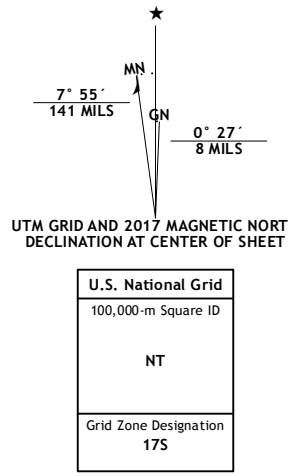 MN
7° 55´
141 MILS
GN
0° 27´
8 MILS
UTM GRID AND 2017 MAGNETIC NORT
DECLINATION AT CENTER OF SHEET
U.S. National Grid
100,000-m Square ID
NT
Grid Zone Designation
17S